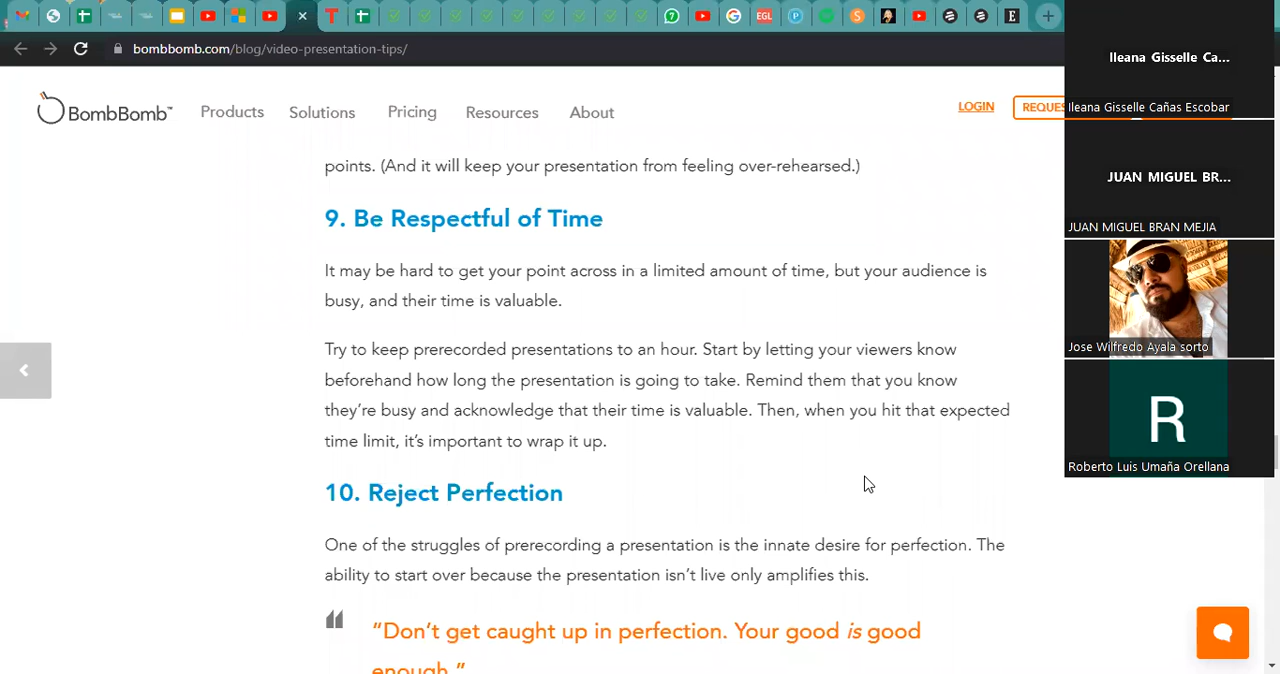 7
EGL
P
S
E
bombbomb.com/blog/video-presentation-tips/
BombBomb™
Products
Solutions
Pricing
Resources
About
LOGIN
REQUES
points. (And it will keep your presentation from feeling over-rehearsed.)
9. Be Respectful of Time
It may be hard to get your point across in a limited amount of time, but your audience is
busy, and their time is valuable.
Try to keep prerecorded presentations to an hour. Start by letting your viewers know
beforehand how long the presentation is going to take. Remind them that you know
they’re busy and acknowledge that their time is valuable. Then, when you hit that expected
time limit, it’s important to wrap it up.
10. Reject Perfection
One of the struggles of prerecording a presentation is the innate desire for perfection. The
ability to start over because the presentation isn’t live only amplifies this.
“Don’t get caught up in perfection. Your good is good
enough.”
Ileana Gisselle Ca...
Ileana Gisselle Cañas Escobar
JUAN MIGUEL BR...
JUAN MIGUEL BRAN MEJIA
Jose Wilfredo Ayala sorto
R
Roberto Luis Umaña Orellana